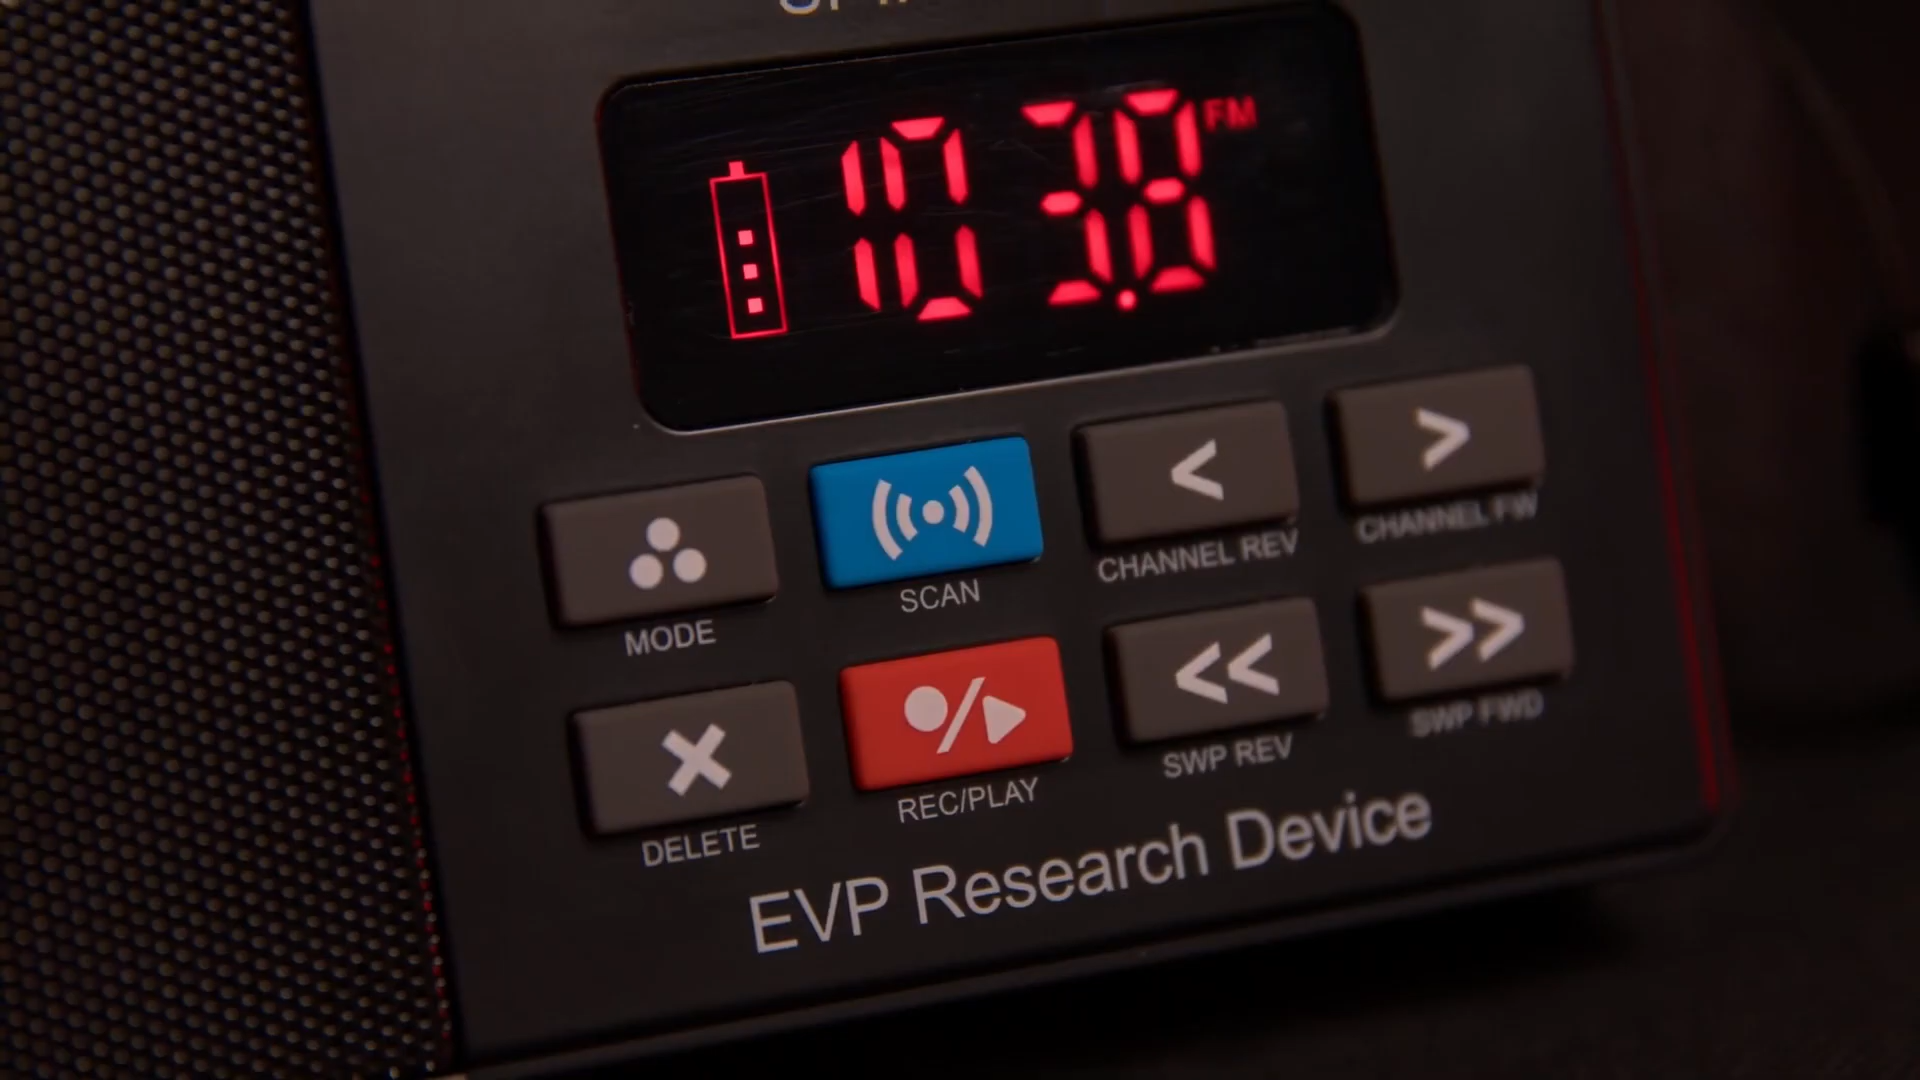 103.8 FM
MODE
SCAN
CHANNEL REV
CHANNEL FW
DELETE
REC/PLAY
SWP REV
SWP FWD
EVP Research Device